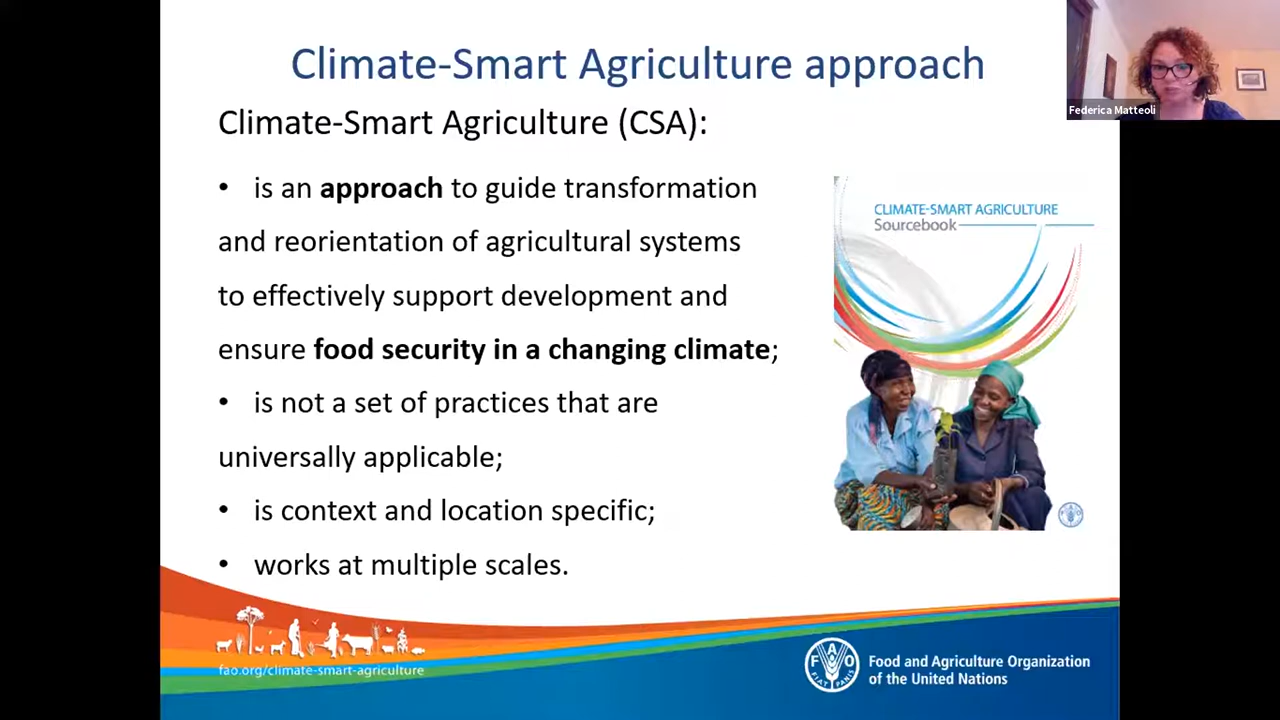 Climate-Smart Agriculture approach
Federica Matteoli
Climate-Smart Agriculture (CSA):
• is an approach to guide transformation
and reorientation of agricultural systems
to effectively support development and
ensure food security in a changing climate;
• is not a set of practices that are
universally applicable;
• is context and location specific;
• works at multiple scales.
CLIMATE-SMART AGRICULTURE
Sourcebook
fao.org/climate-smart-agriculture
FAO
FIAT PANIS
Food and Agriculture Organization
of the United Nations